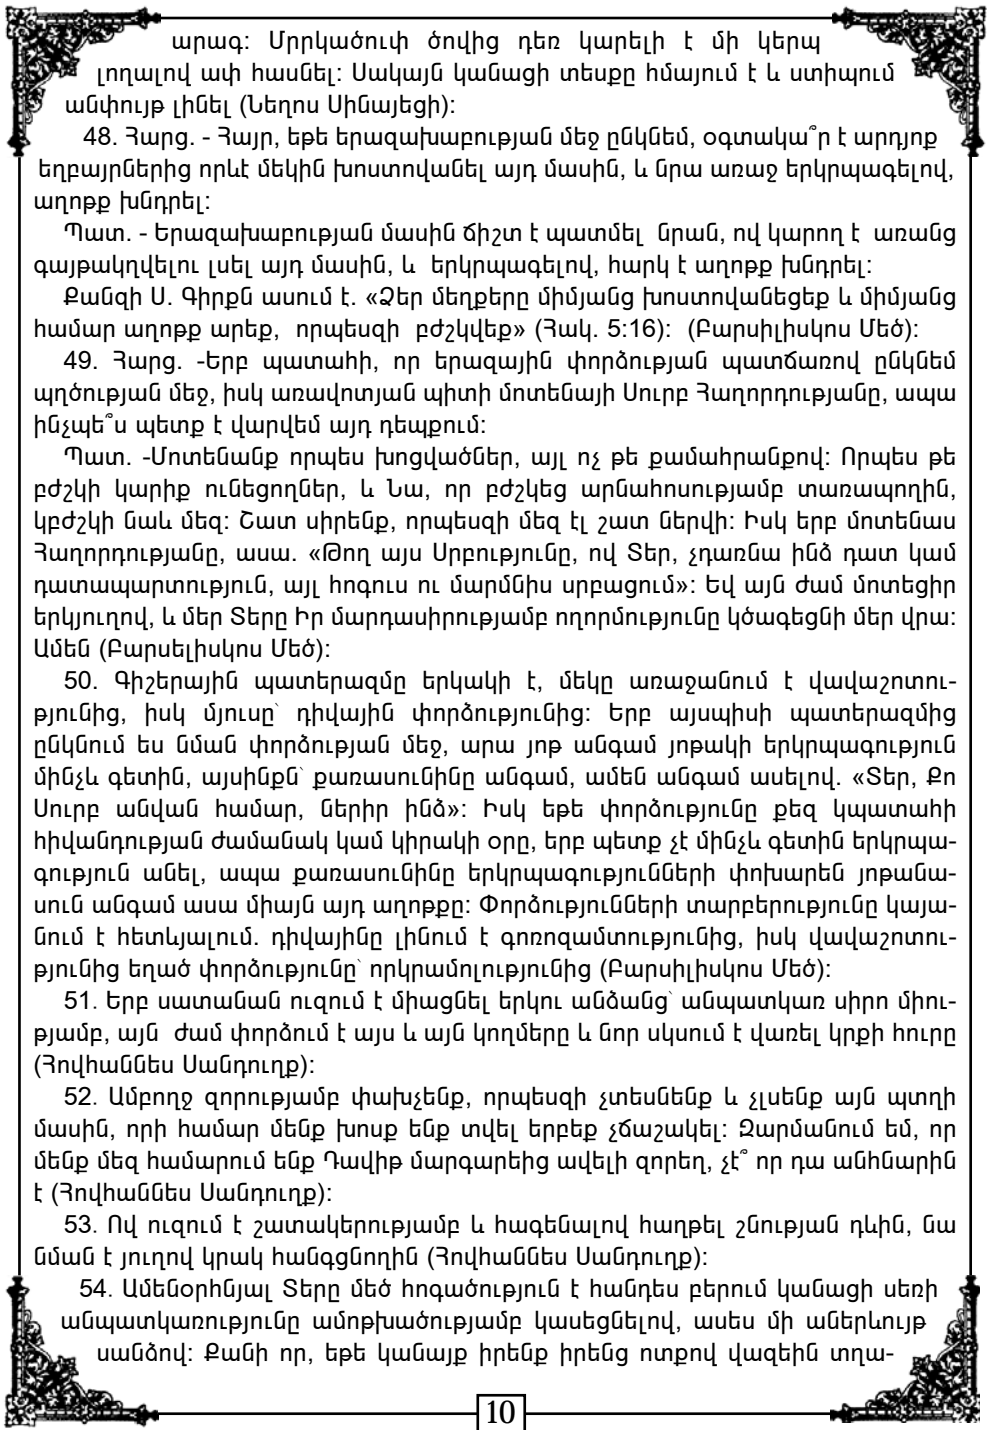 արագ։ Մրրկածուփ ծովից դեռ կարելի է մի կերպ
լողալով ափ հասնել։ Սակայն կանացի տեսքը հմայում է և ստիպում
անփույթ լինել (Նեղոս Սինայեցի)։
48. Հարց. - Հայր, եթե երազախաբության մեջ ընկնեմ, օգտակա՞ր է արդյոք
եղբայրներից որևէ մեկին խոստովանել այդ մասին, և նրա առաջ երկրպագելով,
աղոթք խնդրել։
Պատ. - Երազախաբության մասին ճիշտ է պատմել նրան, ով կարող է առանց
գայթակղվելու լսել այդ մասին, և երկրպագելով, հարկ է աղոթք խնդրել։
Քանզի Ս. Գիրքն ասում է. «Ձեր մեղքերը միմյանց խոստովանեցեք և միմյանց
համար աղոթք արեք, որպեսզի բժշկվեք» (Հակ. 5:16)։ (Բարսիլիսկոս Մեծ)։
49. Հարց. -Երբ պատահի, որ երազային փորձության պատճառով ընկնեմ
պղծության մեջ, իսկ առավոտյան պիտի մոտենայի Սուրբ Հաղորդությանը, ապա
ինչպե՞ս պետք է վարվեմ այդ դեպքում։
Պատ. -Մոտենանք որպես խոցվածներ, այլ ոչ թե քամահրանքով։ Որպես թե
բժշկի կարիք ունեցողներ, և Նա, որ բժշկեց արնահոսությամբ տառապողին,
կբժշկի նաև մեզ։ Շատ սիրենք, որպեսզի մեզ էլ շատ ներվի։ Իսկ երբ մոտենաս
Հաղորդությանը, ասա. «Թող այս Սրբությունը, ով Տեր, չդառնա ինձ դատ կամ
դատապարտություն, այլ հոգուս ու մարմնիս սրբացում»։ Եվ այն ժամ մոտեցիր
երկյուղով, և մեր Տերը Իր մարդասիրությամբ ողորմությունը կծագեցնի մեր վրա։
Ամեն (Բարսելիսկոս Մեծ)։
50. Գիշերային պատերազմը երկակի է, մեկը առաջանում է վավաշոտու-
թյունից, իսկ մյուսը՝ դիվային փորձությունից։ Երբ այսպիսի պատերազմից
ընկնում ես նման փորձության մեջ, արա յոթ անգամ յոթակի երկրպագություն
մինչև գետին, այսինքն՝ քառասունինը անգամ, ամեն անգամ ասելով. «Տեր, Քո
Սուրբ անվան համար, ներիր ինձ»։ Իսկ եթե փորձությունը քեզ կպատահի
հիվանդության ժամանակ կամ կիրակի օրը, երբ պետք չէ մինչև գետին երկրպա-
գություն անել, ապա քառասունինը երկրպագությունների փոխարեն յոթանա-
սուն անգամ ասա միայն այդ աղոթքը։ Փորձությունների տարբերությունը կայա-
նում է հետևյալում. դիվայինը լինում է գոռոզամտությունից, իսկ վավաշոտու-
թյունից եղած փորձությունը՝ որկրամոլությունից (Բարսիլիսկոս Մեծ)։
51. Երբ սատանան ուզում է միացնել երկու անձանց՝ անպատկառ սիրո միու-
թյամբ, այն ժամ փորձում է այս և այն կողմերը և նոր սկսում է վառել կրքի հուրը
(Հովհաննես Սանդուղք)։
52. Ամբողջ զորությամբ փախչենք, որպեսզի չտեսնենք և չլսենք այն պտղի
մասին, որի համար մենք խոսք ենք տվել երբեք չճաշակել։ Զարմանում եմ, որ
մենք մեզ համարում ենք Դավիթ մարգարեից ավելի զորեղ, չէ՞ որ դա անհնարին
է (Հովհաննես Սանդուղք)։
53. Ով ուզում է շատակերությամբ և հագենալով հաղթել շնության դևին, նա
նման է յուղով կրակ հանգցնողին (Հովհաննես Սանդուղք)։
54. Ամենօրհնյալ Տերը մեծ հոգածություն է հանդես բերում կանացի սեռի
անպատկառությունը ամոթխածությամբ կասեցնելով, ասես մի աներևույթ
սանձով։ Քանի որ, եթե կանայք իրենք իրենց ոտքով վազեին տղա-
10